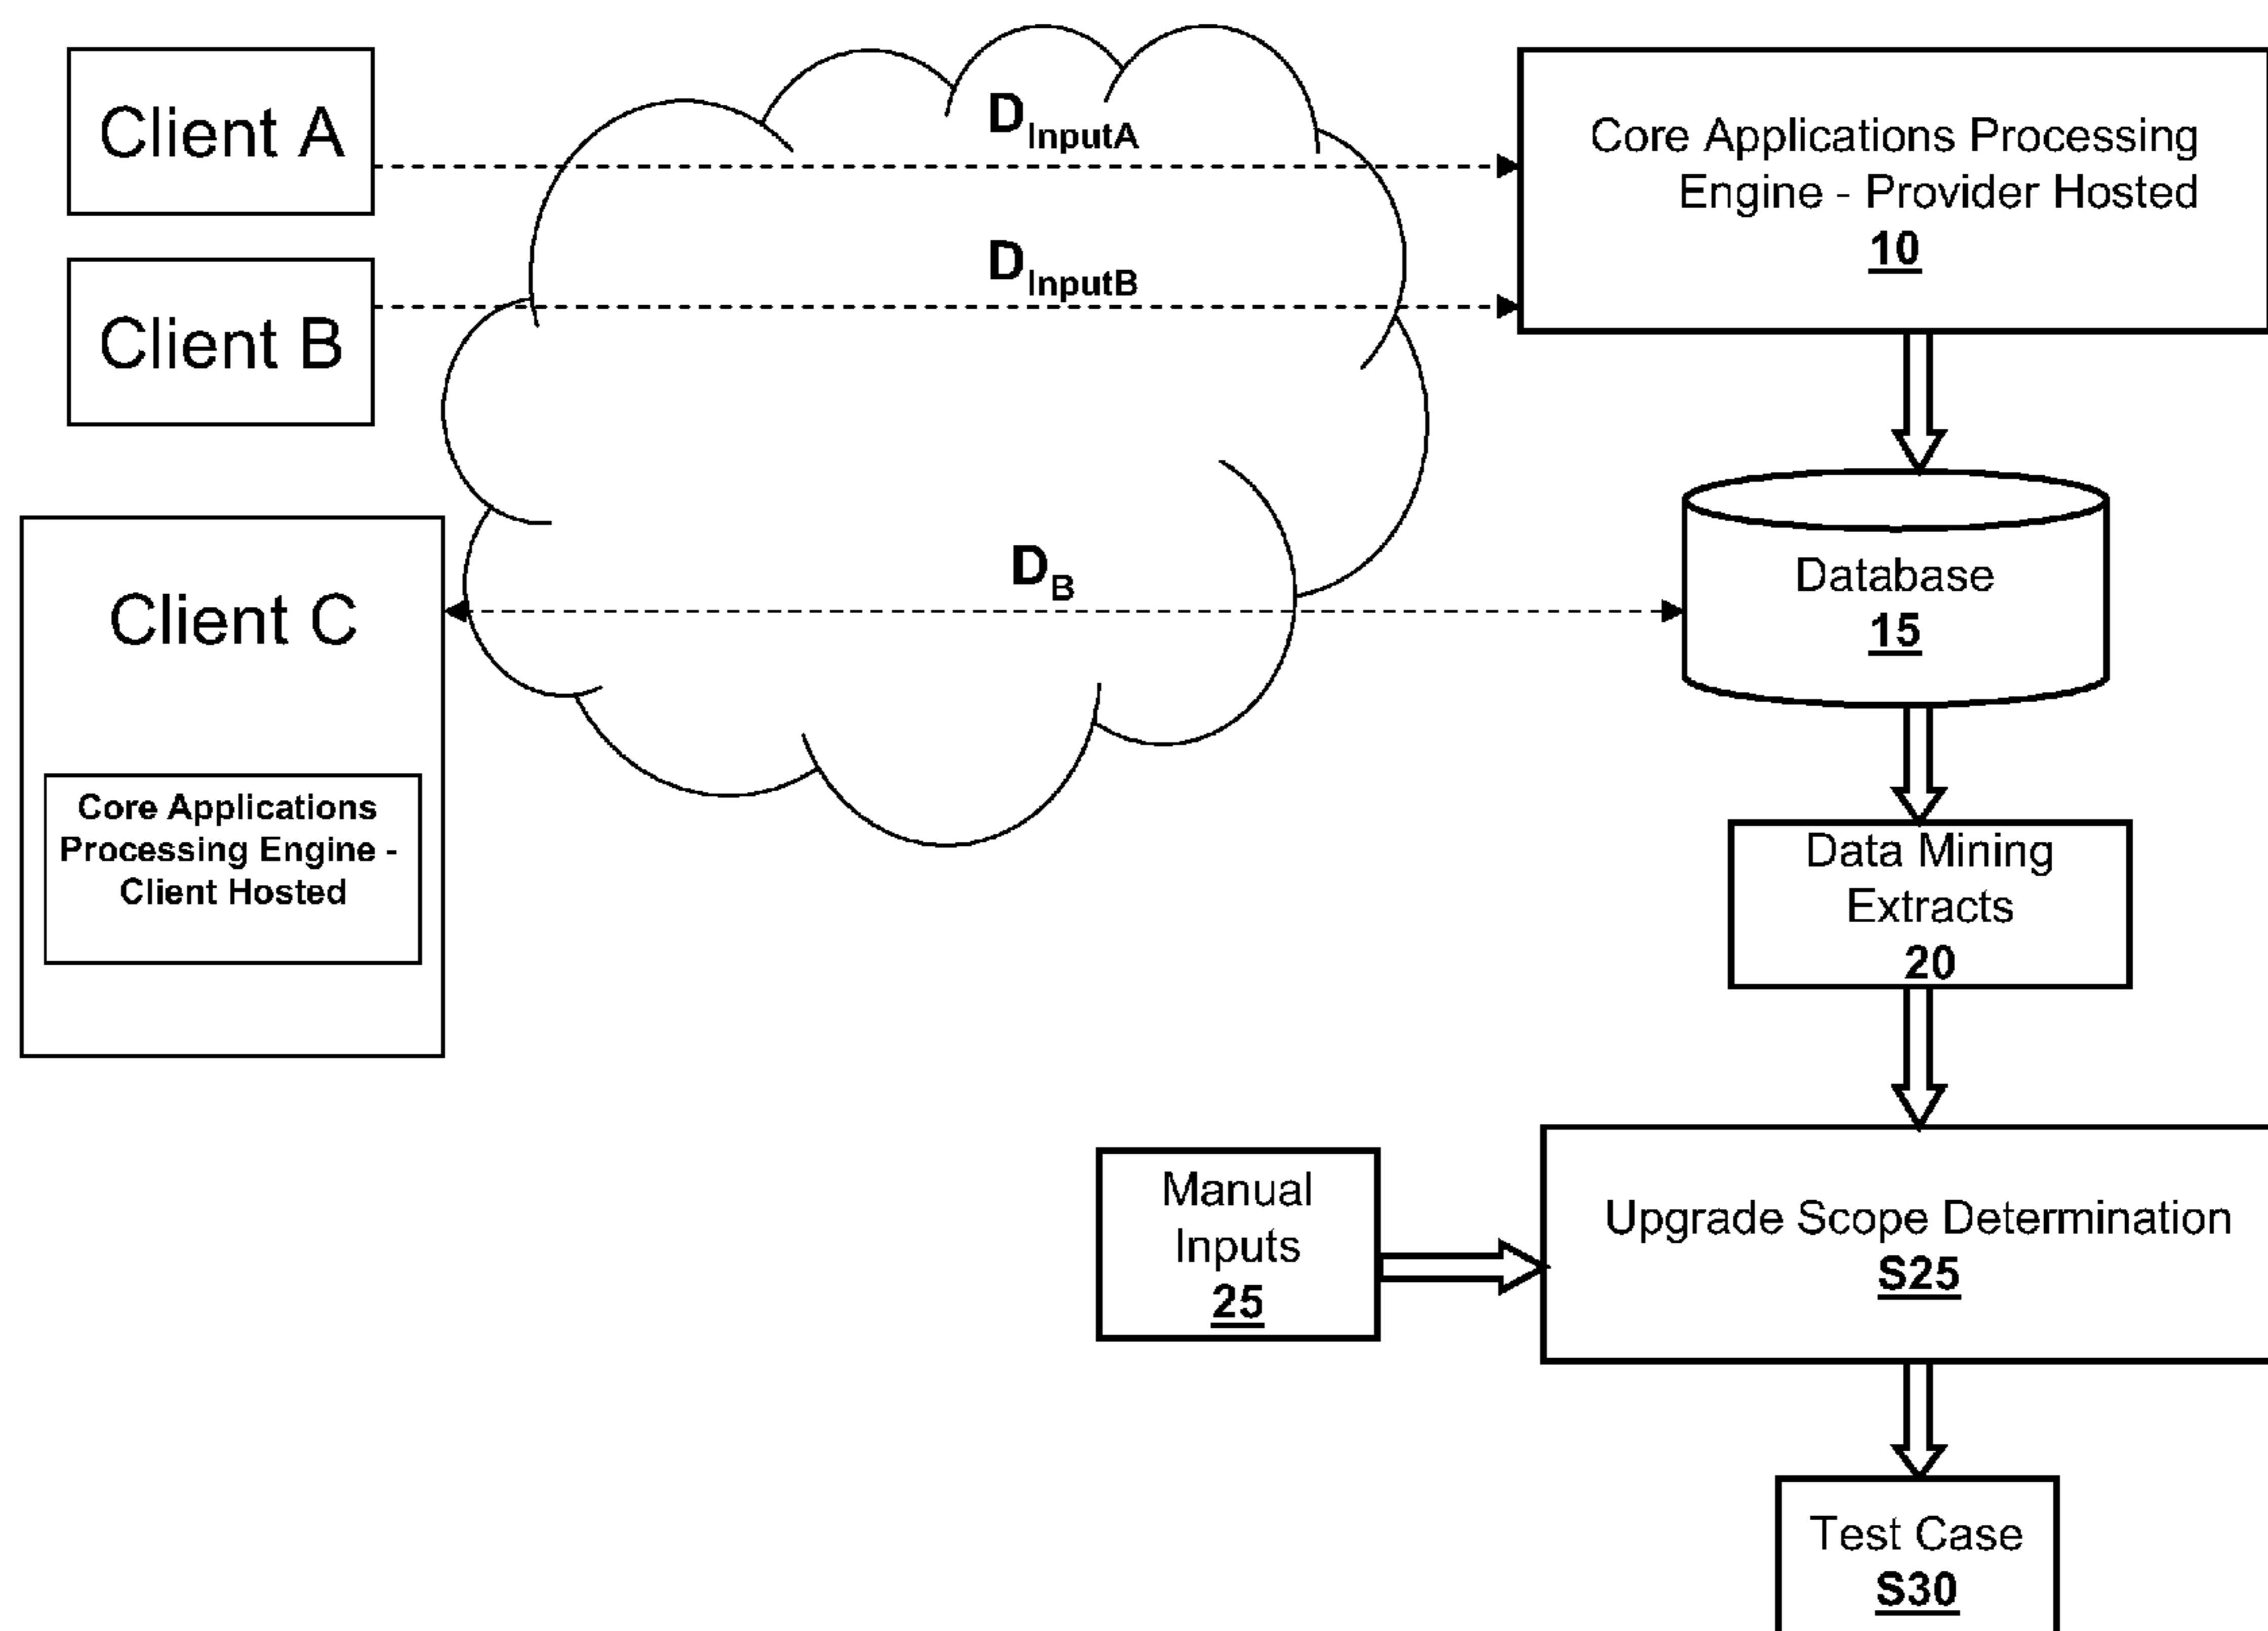 Client A
D InputA
Core Applications Processing
Engine - Provider Hosted
10
Client B
D InputB
Client C
D B
Database
15
Core Applications
Processing Engine -
Client Hosted
Data Mining
Extracts
20
Manual
Inputs
25
Upgrade Scope Determination
S25
Test Case
S30